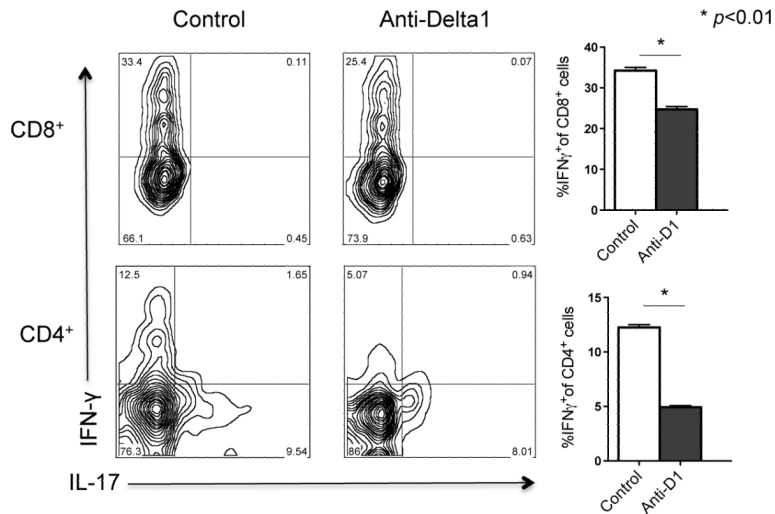 Control
Anti-Delta1
* p<0.01
CD8⁺
33.4 0.11
66.1 0.45
25.4 0.07
73.9 0.63
%IFNγ⁺of CD8⁺ cells
40
30
20
10
0
*
Control
Anti-D1
CD4⁺
12.5 1.65
76.3 9.54
5.07 0.94
86 8.01
%IFNγ⁺of CD4⁺ cells
15
10
5
0
*
Control
Anti-D1
IFN-γ
IL-17